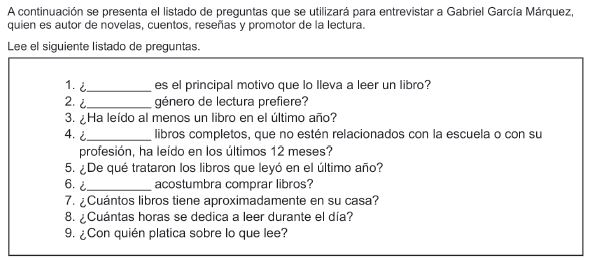 A continuación se presenta el listado de preguntas que se utilizará para entrevistar a Gabriel García Márquez,
quien es autor de novelas, cuentos, reseñas y promotor de la lectura.
Lee el siguiente listado de preguntas.
1. ¿__________ es el principal motivo que lo lleva a leer un libro?
2. ¿__________ género de lectura prefiere?
3. ¿Ha leído al menos un libro en el último año?
4. ¿__________ libros completos, que no estén relacionados con la escuela o con su
profesión, ha leído en los últimos 12 meses?
5. ¿De qué trataron los libros que leyó en el último año?
6. ¿__________ acostumbra comprar libros?
7. ¿Cuántos libros tiene aproximadamente en su casa?
8. ¿Cuántas horas se dedica a leer durante el día?
9. ¿Con quién platica sobre lo que lee?